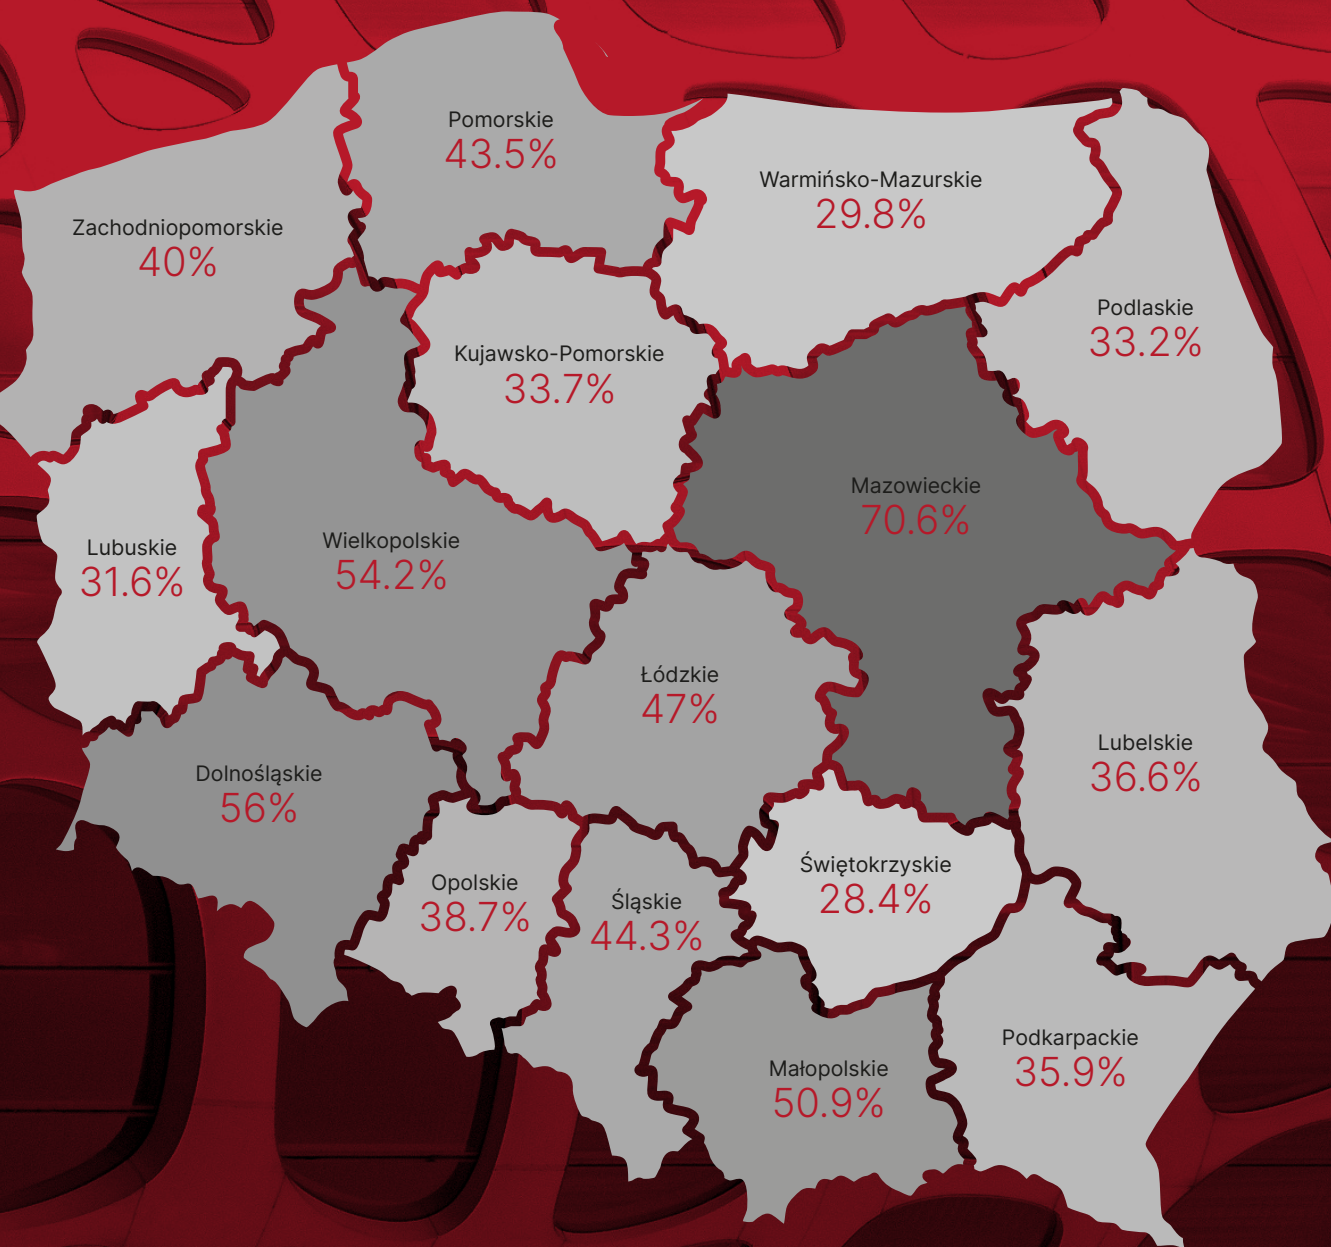 Pomorskie
43.5%
Warmińsko-Mazurskie
29.8%
Zachodniopomorskie
40%
Podlaskie
33.2%
Kujawsko-Pomorskie
33.7%
Mazowieckie
70.6%
Lubuskie
31.6%
Wielkopolskie
54.2%
Łódzkie
47%
Lubelskie
36.6%
Dolnośląskie
56%
Świętokrzyskie
28.4%
Opolskie
38.7%
Śląskie
44.3%
Podkarpackie
35.9%
Małopolskie
50.9%